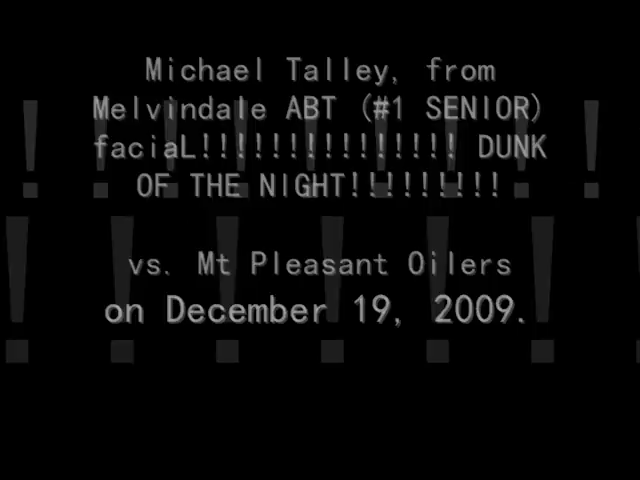 Michael Talley, from
Melvindale ABT (#1 SENIOR)
faciaL!!!!!!!!!!!!!!! DUNK
OF THE NIGHT!!!!!!!!!
vs. Mt Pleasant Oilers
on December 19, 2009.